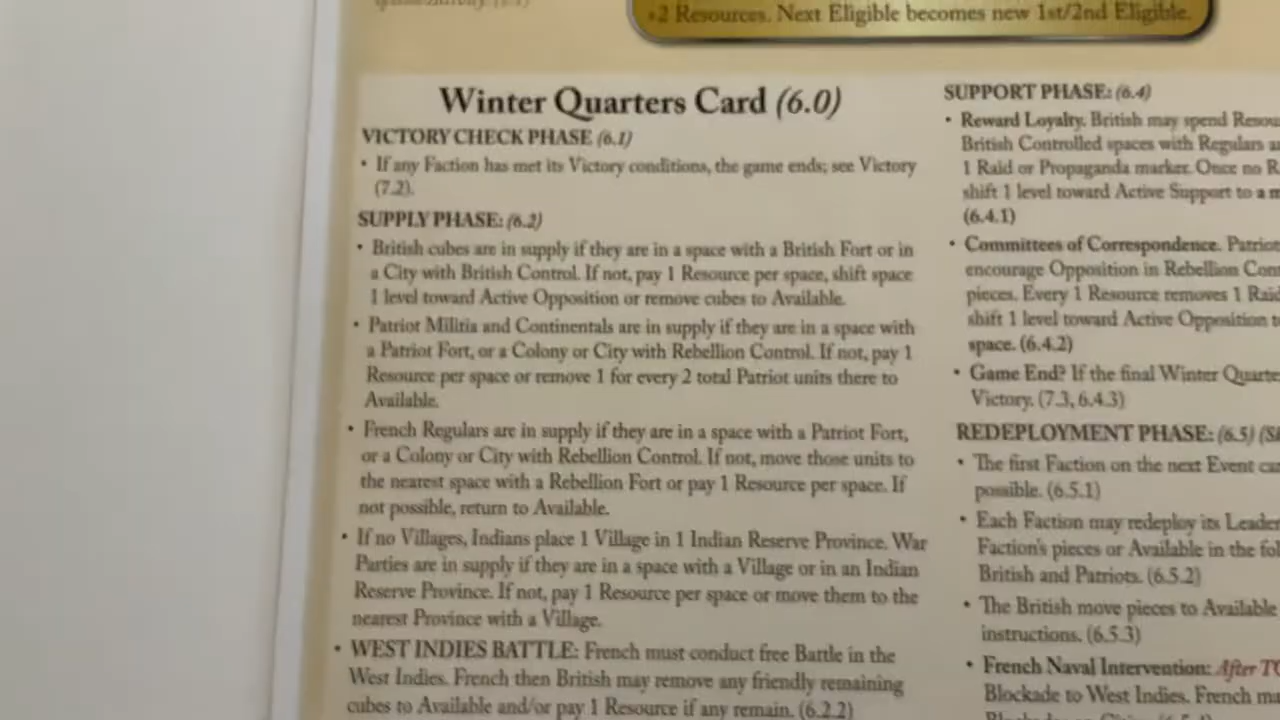 +2 Resources. Next Eligible becomes new 1st/2nd Eligible.
Winter Quarters Card (6.0)
VICTORY CHECK PHASE (6.1)
• If any Faction has met its Victory conditions, the game ends; see Victory
(7.2).
SUPPLY PHASE: (6.2)
• British cubes are in supply if they are in a space with a British Fort or in
a City with British Control. If not, pay 1 Resource per space, shift space
1 level toward Active Opposition or remove cubes to Available.
• Patriot Militia and Continentals are in supply if they are in a space with
a Patriot Fort, or a Colony or City with Rebellion Control. If not, pay 1
Resource per space or remove 1 for every 2 total Patriot units there to
Available.
• French Regulars are in supply if they are in a space with a Patriot Fort,
or a Colony or City with Rebellion Control. If not, move those units to
the nearest space with a Rebellion Fort or pay 1 Resource per space. If
not possible, return to Available.
• If no Villages, Indians place 1 Village in 1 Indian Reserve Province. War
Parties are in supply if they are in a space with a Village or in an Indian
Reserve Province. If not, pay 1 Resource per space or move them to the
nearest Province with a Village.
• WEST INDIES BATTLE: French must conduct free Battle in the
West Indies. French then British may remove any friendly remaining
cubes to Available and/or pay 1 Resource if any remain. (6.2.2)
SUPPORT PHASE: (6.4)
• Reward Loyalty. British may spend Resou
British Controlled spaces with Regulars a
1 Raid or Propaganda marker. Once no R
shift 1 level toward Active Support to a m
(6.4.1)
• Committees of Correspondence. Patriot
encourage Opposition in Rebellion Con
pieces. Every 1 Resource removes 1 Raid
shift 1 level toward Active Opposition t
space. (6.4.2)
• Game End? If the final Winter Quarte
Victory. (7.3, 6.4.3)
REDEPLOYMENT PHASE: (6.5)
• The first Faction on the next Event ca
possible. (6.5.1)
• Each Faction may redeploy its Leader
Faction's pieces or Available in the fol
British and Patriots. (6.5.2)
• The British move pieces to Available
instructions. (6.5.3)
• French Naval Intervention: After TO
Blockade to West Indies. French mu